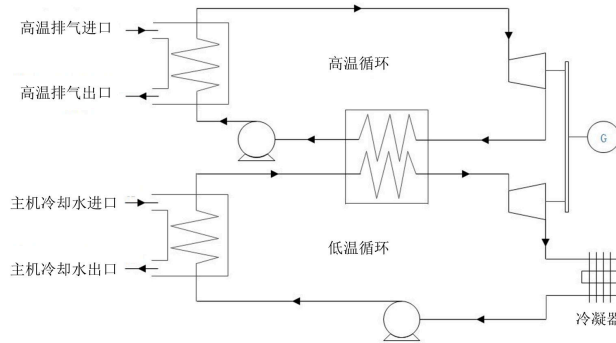 高温排气进口
高温循环
高温排气出口
G
主机冷却水进口
低温循环
主机冷却水出口
冷凝器